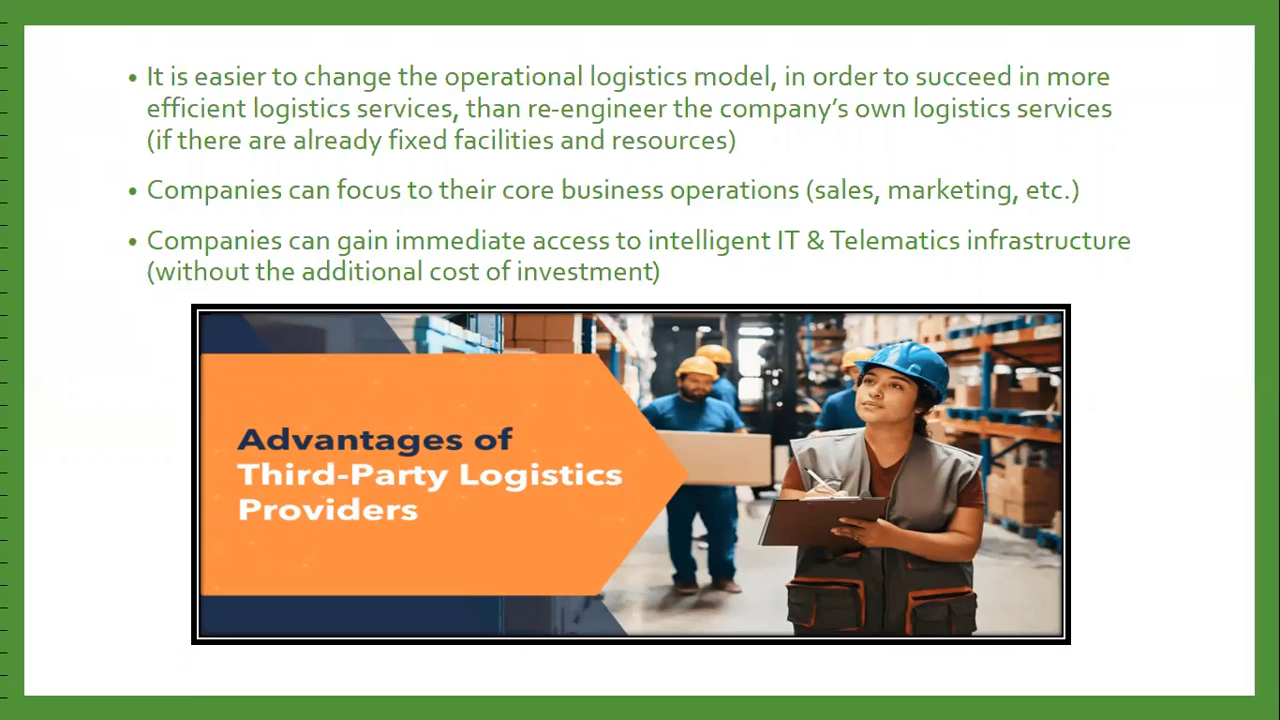 • It is easier to change the operational logistics model, in order to succeed in more
efficient logistics services, than re-engineer the company’s own logistics services
(if there are already fixed facilities and resources)
• Companies can focus to their core business operations (sales, marketing, etc.)
• Companies can gain immediate access to intelligent IT & Telematics infrastructure
(without the additional cost of investment)
Advantages of
Third-Party Logistics
Providers